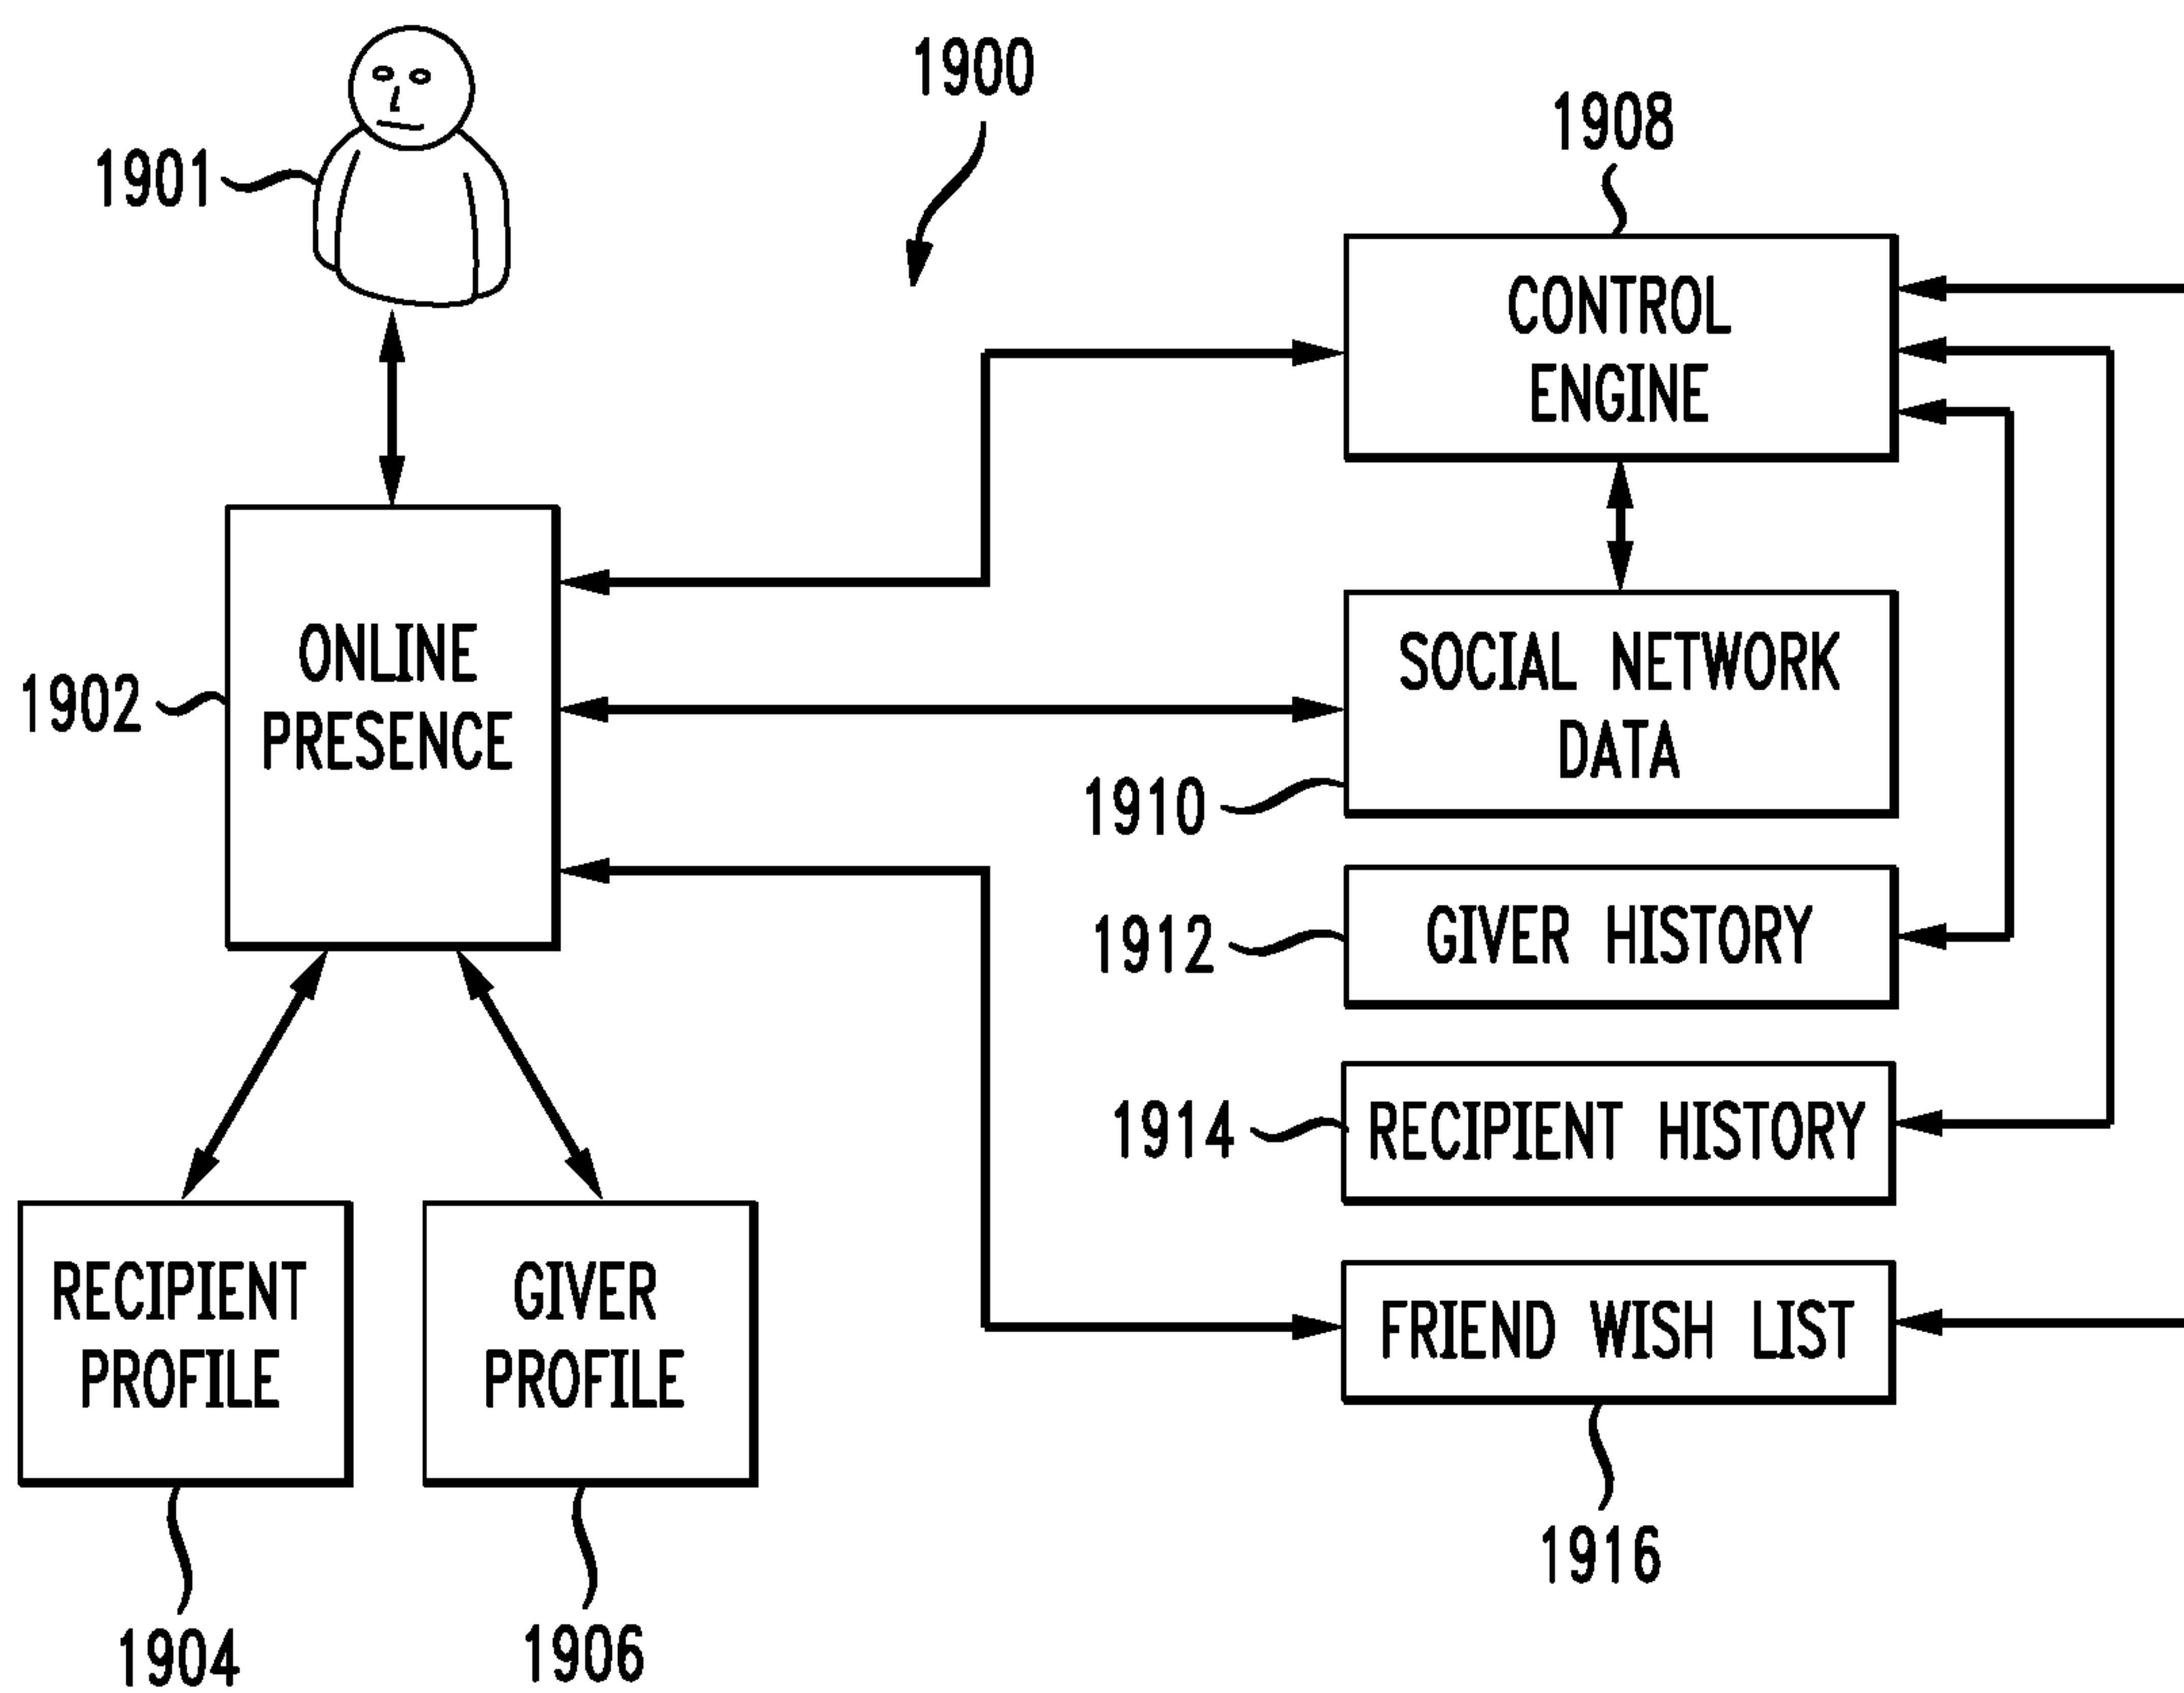 1900
1901
1908
CONTROL
ENGINE
1902
ONLINE
PRESENCE
SOCIAL NETWORK
DATA
1910
1912
GIVER HISTORY
1914
RECIPIENT HISTORY
RECIPIENT
PROFILE
GIVER
PROFILE
FRIEND WISH LIST
1916
1904
1906